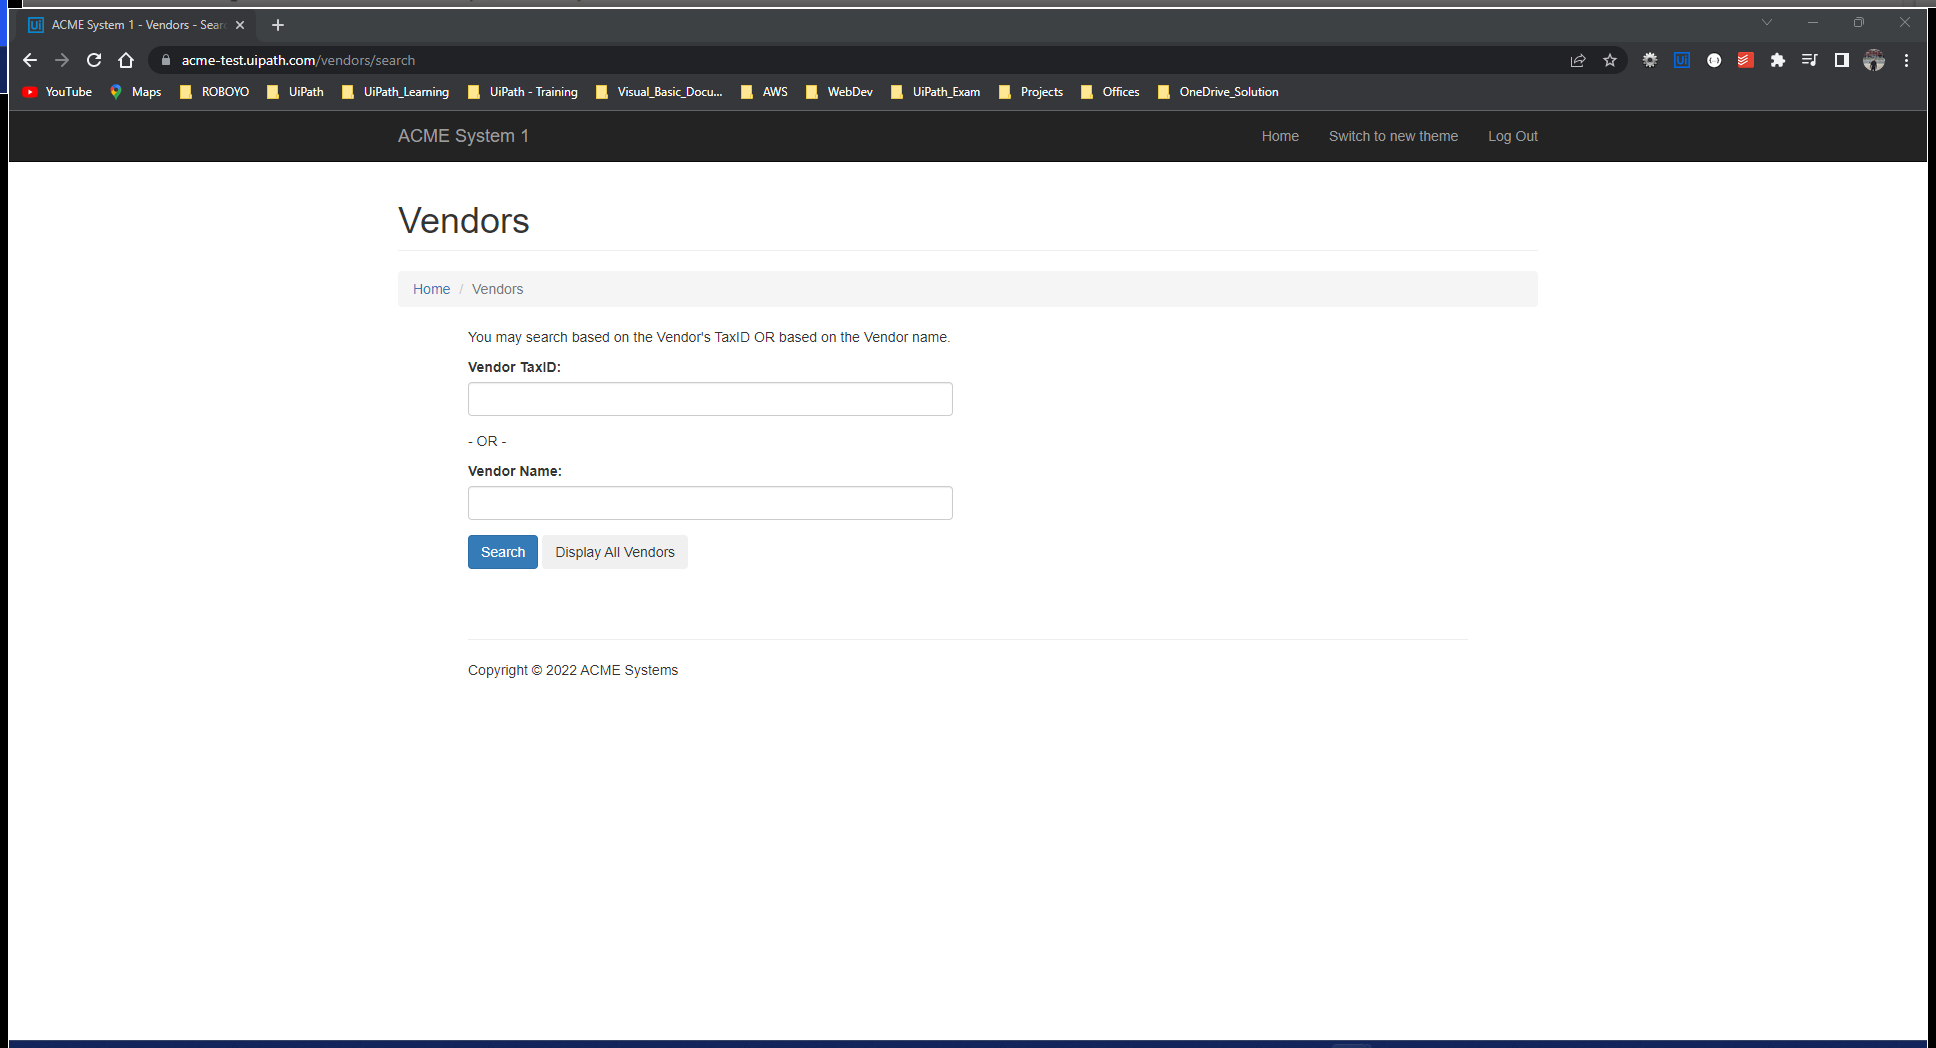 ACME System 1 - Vendors - Sear
acme-test.uipath.com/vendors/search
YouTube Maps ROBOYO UiPath UiPath_Learning UiPath - Training Visual_Basic_Docu... AWS WebDev UiPath_Exam Projects Offices OneDrive_Solution
ACME System 1 Home Switch to new theme Log Out
Vendors
Home / Vendors
You may search based on the Vendor's TaxID OR based on the Vendor name.
Vendor TaxID:
- OR -
Vendor Name:
Search Display All Vendors
Copyright © 2022 ACME Systems